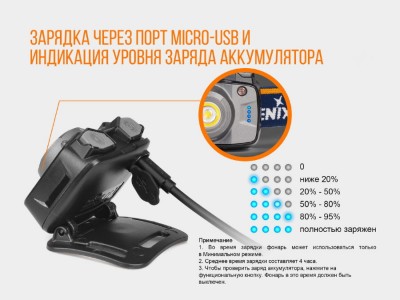 ЗАРЯДКА ЧЕРЕЗ ПОРТ MICRO-USB И
ИНДИКАЦИЯ УРОВНЯ ЗАРЯДА АККУМУЛЯТОРА
ENIX
0
ниже 20%
20% - 50%
50% - 80%
80% - 95%
полностью заряжен
Примечание
1. Во время зарядки фонарь может использоваться только
в Минимальном режиме.
2. Среднее время зарядки составляет 4 часа.
3. Чтобы проверить заряд аккумулятора, нажмите на
функциональную кнопку. Фонарь в это время должен быть
выключен.